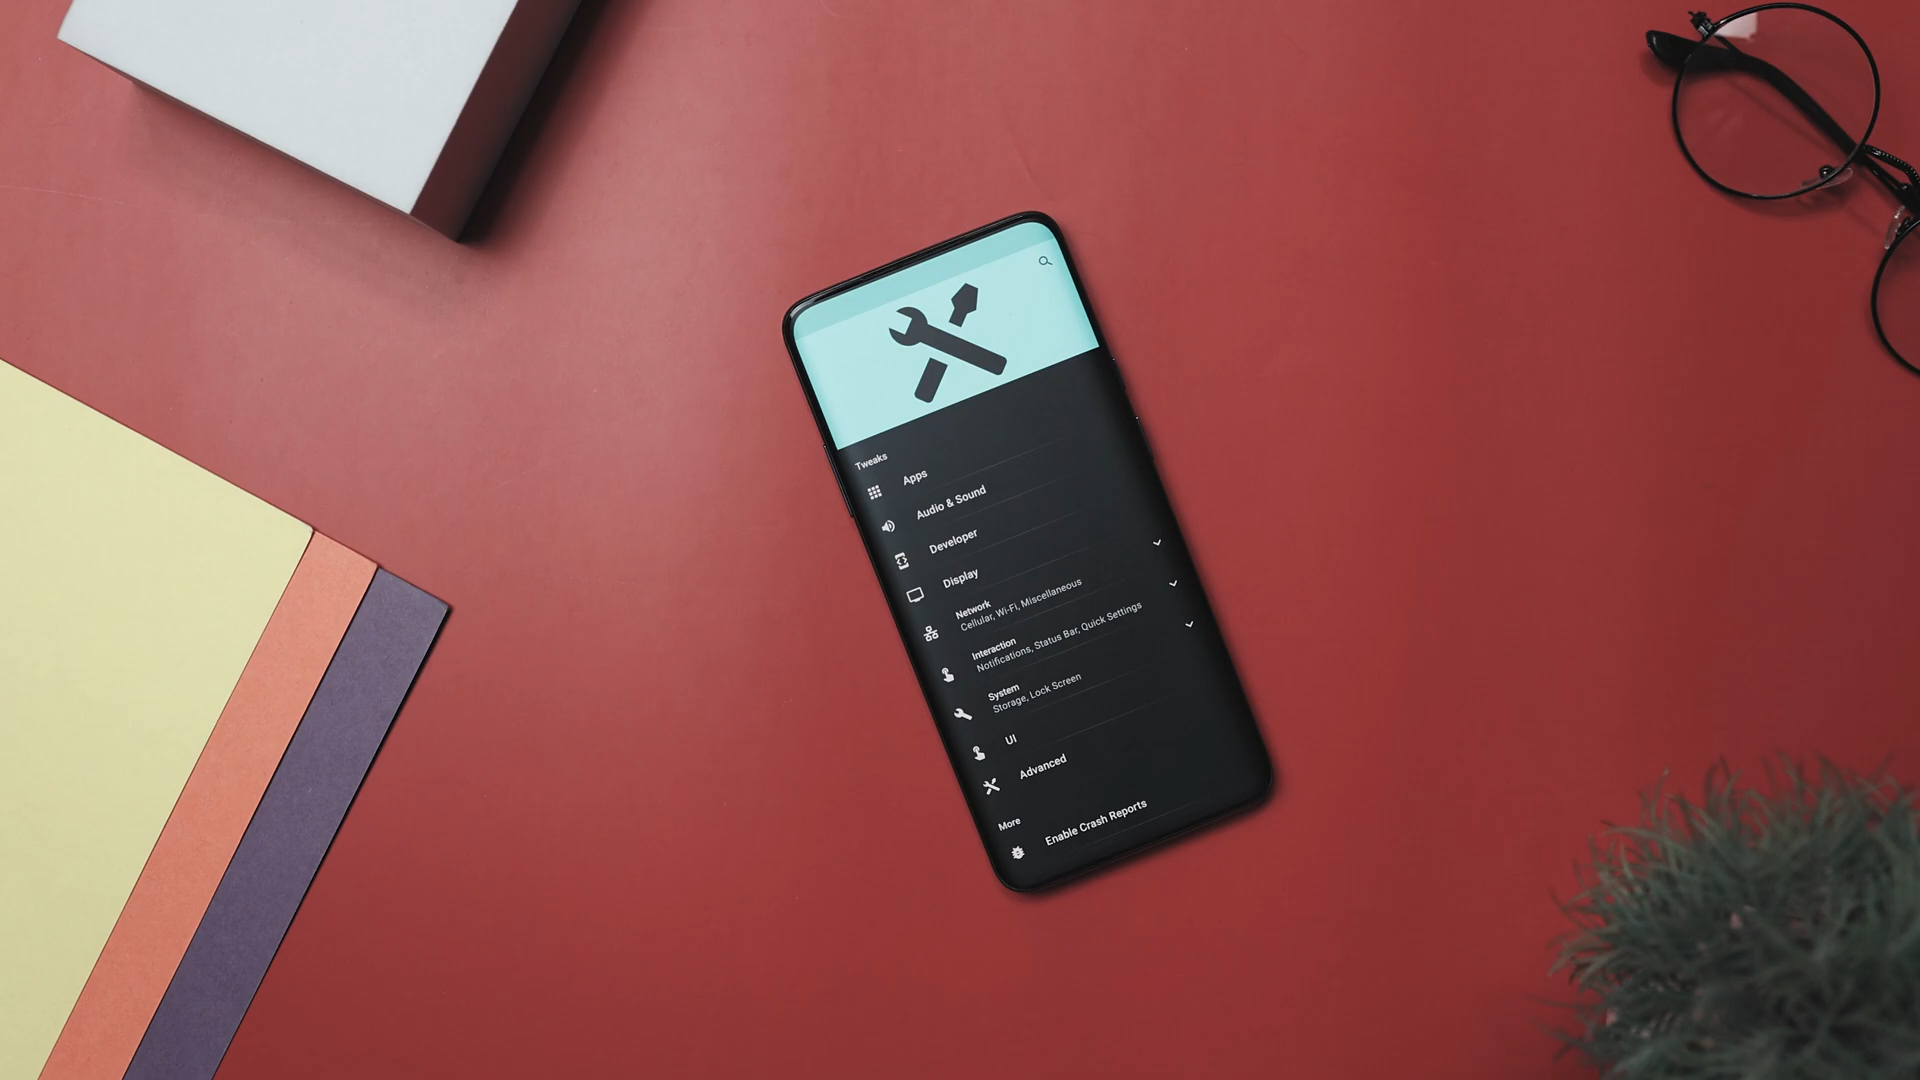 Tweaks
Apps
Audio & Sound
Developer
Display
Network
Cellular, Wi-Fi, Miscellaneous
Interaction
Notifications, Status Bar, Quick Settings
System
Storage, Lock Screen
UI
Advanced
More
Enable Crash Reports